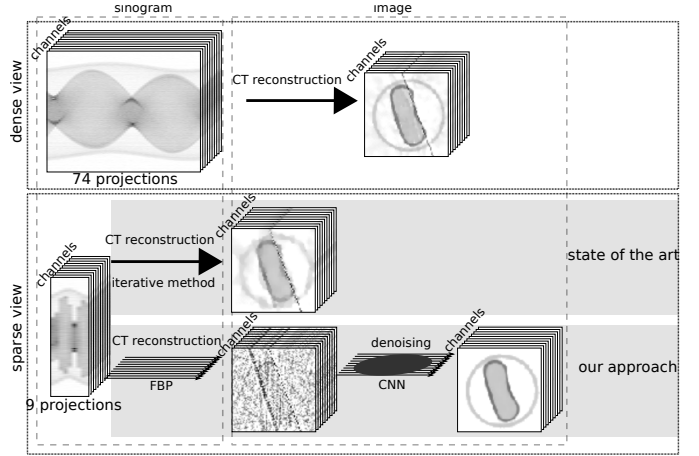 sinogram
image
channels
dense view
CT reconstruction
channels
74 projections
channels
CT reconstruction
iterative method
state of the art
channels
sparse view
CT reconstruction
FBP
channels
denoising
CNN
channels
our approach
9 projections